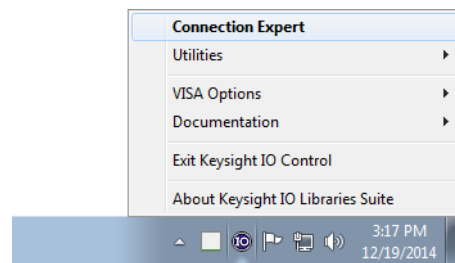 Connection Expert
Utilities
VISA Options
Documentation
Exit Keysight IO Control
About Keysight IO Libraries Suite
IO
3:17 PM
12/19/2014